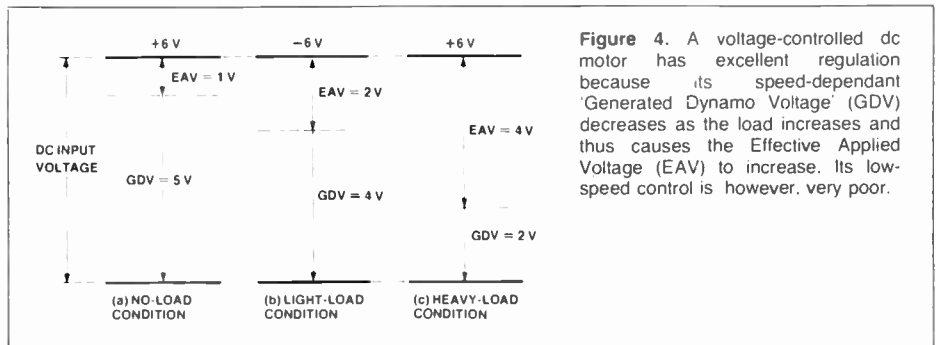 +6 V
−6 V
+6 V
EAV = 1 V
EAV = 2V
EAV = 4 V
DC INPUT
VOLTAGE
GDV = 5 V
GDV = 4 V
GDV = 2 V
(a) NO-LOAD
CONDITION
(b) LIGHT-LOAD
CONDITION
(c) HEAVY-LOAD
CONDITION
Figure 4. A voltage-controlled dc
motor has excellent regulation
because its speed-dependant
'Generated Dynamo Voltage' (GDV)
decreases as the load increases and
thus causes the Effective Applied
Voltage (EAV) to increase. Its low-
speed control is however. very poor.